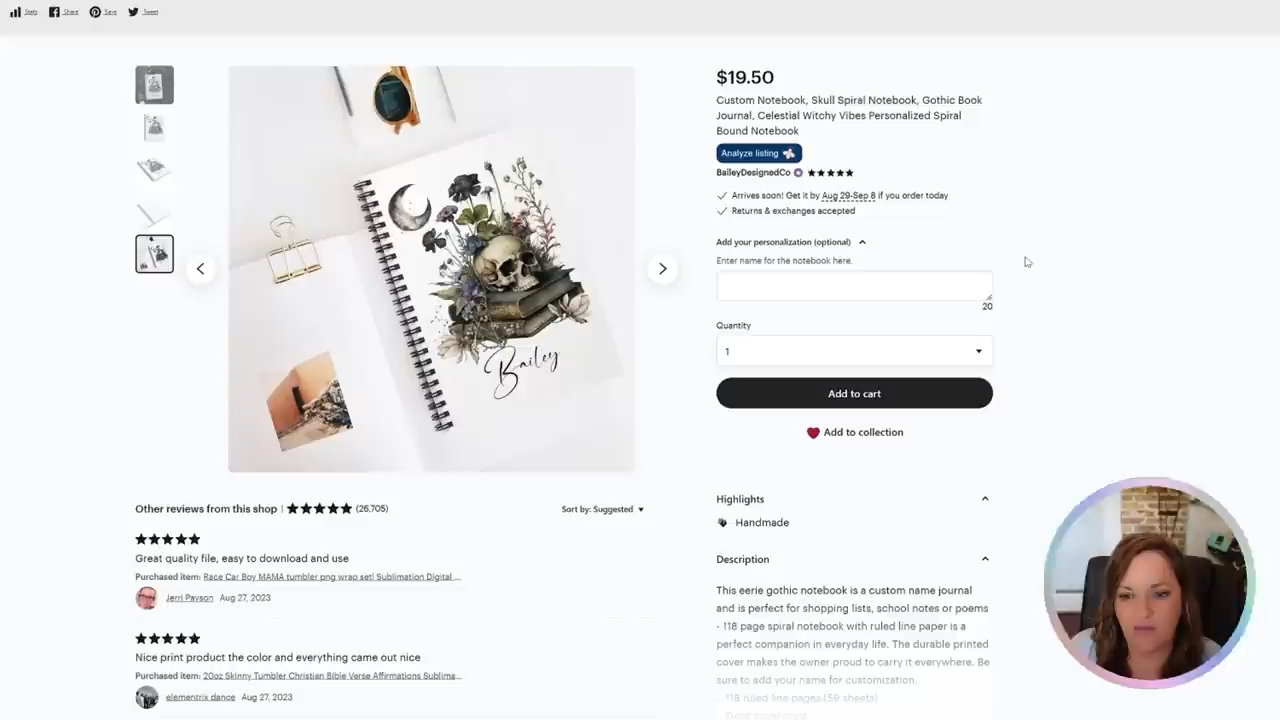 Stats Share Save Tweet
$19.50
Custom Notebook, Skull Spiral Notebook, Gothic Book
Journal, Celestial Witchy Vibes Personalized Spiral
Bound Notebook
Analyze listing
BaileyDesignedCo
Arrives soon! Get it by Aug 29-Sep 8 if you order today
Returns & exchanges accepted
Add your personalization (optional)
Enter name for the notebook here.
20
Quantity
1
Add to cart
Add to collection
Bailey
Other reviews from this shop | (26,705)
Sort by: Suggested
Great quality file, easy to download and use
Purchased item: Race Car Boy MAMA tumbler png wrap set! Sublimation Digital ...
Jerri Payson Aug 27, 2023
Nice print product the color and everything came out nice
Purchased item: 20oz Skinny Tumbler Christian Bible Verse Affirmations Sublima...
elementrix dance Aug 27, 2023
Highlights
Handmade
Description
This eerie gothic notebook is a custom name journal
and is perfect for shopping lists, school notes or poems
- 118 page spiral notebook with ruled line paper is a
perfect companion in everyday life. The durable printed
cover makes the owner proud to carry it everywhere. Be
sure to add your name for customization.
.: 118 ruled line pages (59 sheets)